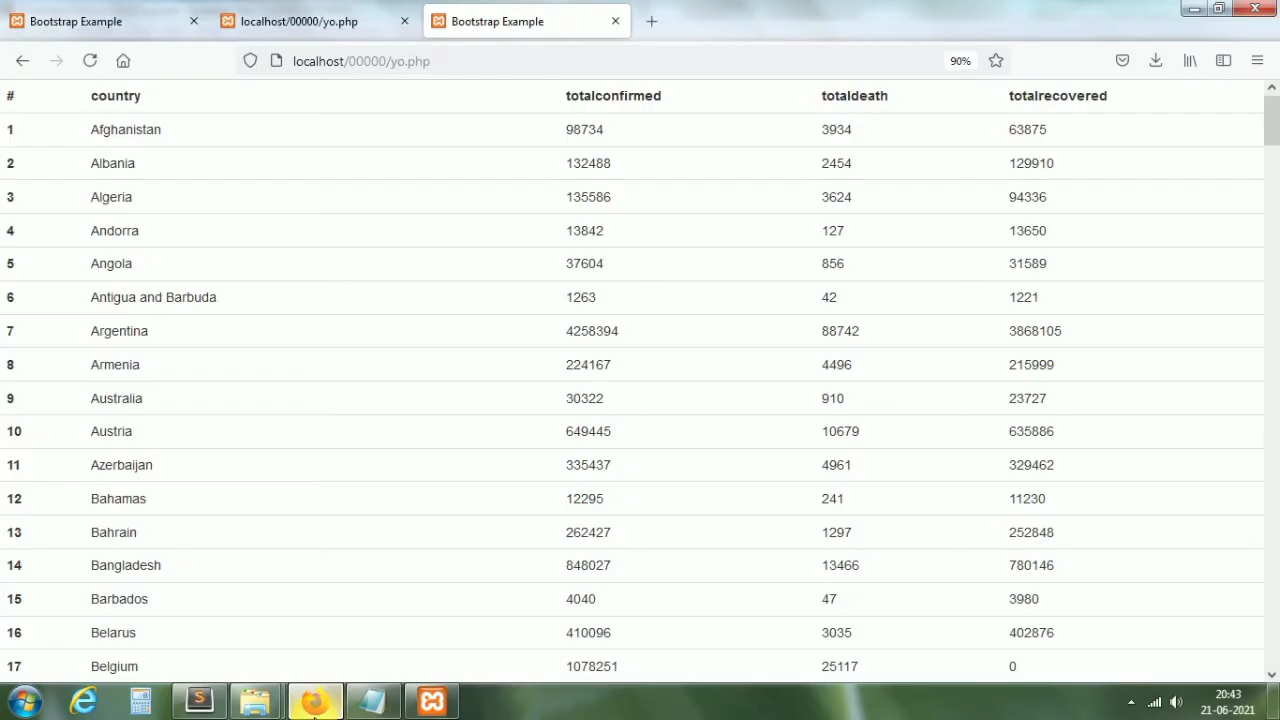 Bootstrap Example
localhost/00000/yo.php
Bootstrap Example
localhost/00000/yo.php
90%
# country totalconfirmed totaldeath totalrecovered
1 Afghanistan 98734 3934 63875
2 Albania 132488 2454 129910
3 Algeria 135586 3624 94336
4 Andorra 13842 127 13650
5 Angola 37604 856 31589
6 Antigua and Barbuda 1263 42 1221
7 Argentina 4258394 88742 3868105
8 Armenia 224167 4496 215999
9 Australia 30322 910 23727
10 Austria 649445 10679 635886
11 Azerbaijan 335437 4961 329462
12 Bahamas 12295 241 11230
13 Bahrain 262427 1297 252848
14 Bangladesh 848027 13466 780146
15 Barbados 4040 47 3980
16 Belarus 410096 3035 402876
17 Belgium 1078251 25117 0
20:43
21-06-2021